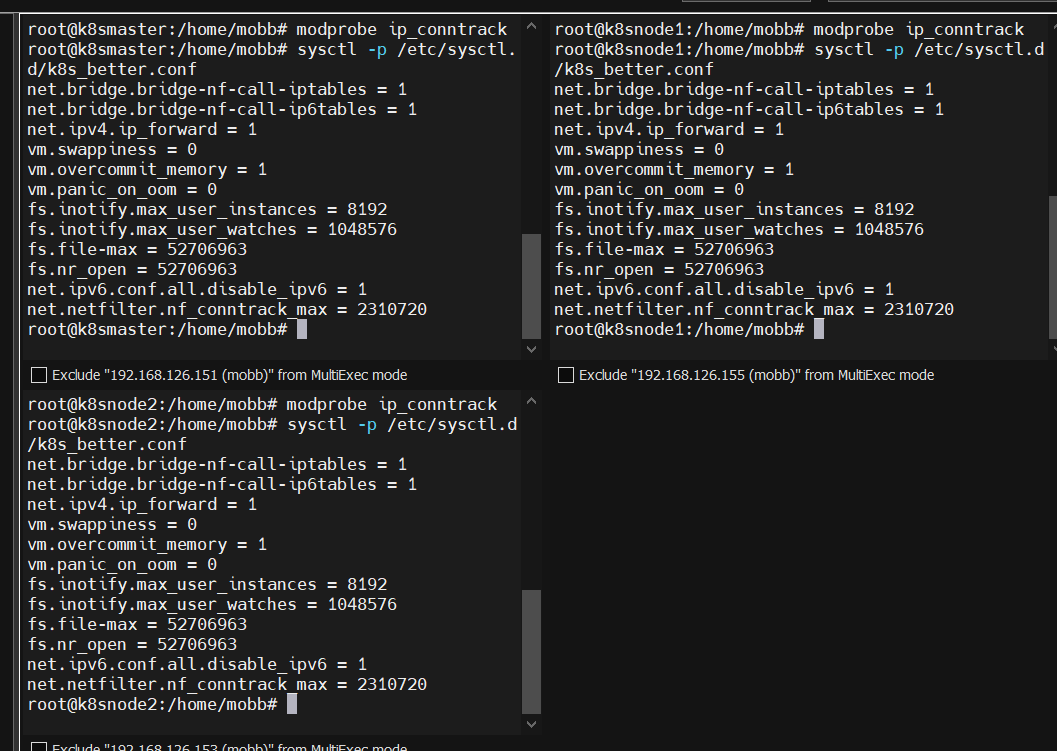 root@k8smaster:/home/mobb# modprobe ip_conntrack
root@k8smaster:/home/mobb# sysctl -p /etc/sysctl.
d/k8s_better.conf
net.bridge.bridge-nf-call-iptables = 1
net.bridge.bridge-nf-call-ip6tables = 1
net.ipv4.ip_forward = 1
vm.swappiness = 0
vm.overcommit_memory = 1
vm.panic_on_oom = 0
fs.inotify.max_user_instances = 8192
fs.inotify.max_user_watches = 1048576
fs.file-max = 52706963
fs.nr_open = 52706963
net.ipv6.conf.all.disable_ipv6 = 1
net.netfilter.nf_conntrack_max = 2310720
root@k8smaster:/home/mobb#
Exclude "192.168.126.151 (mobb)" from MultiExec mode
root@k8snode1:/home/mobb# modprobe ip_conntrack
root@k8snode1:/home/mobb# sysctl -p /etc/sysctl.d
/k8s_better.conf
net.bridge.bridge-nf-call-iptables = 1
net.bridge.bridge-nf-call-ip6tables = 1
net.ipv4.ip_forward = 1
vm.swappiness = 0
vm.overcommit_memory = 1
vm.panic_on_oom = 0
fs.inotify.max_user_instances = 8192
fs.inotify.max_user_watches = 1048576
fs.file-max = 52706963
fs.nr_open = 52706963
net.ipv6.conf.all.disable_ipv6 = 1
net.netfilter.nf_conntrack_max = 2310720
root@k8snode1:/home/mobb#
Exclude "192.168.126.155 (mobb)" from MultiExec mode
root@k8snode2:/home/mobb# modprobe ip_conntrack
root@k8snode2:/home/mobb# sysctl -p /etc/sysctl.d
/k8s_better.conf
net.bridge.bridge-nf-call-iptables = 1
net.bridge.bridge-nf-call-ip6tables = 1
net.ipv4.ip_forward = 1
vm.swappiness = 0
vm.overcommit_memory = 1
vm.panic_on_oom = 0
fs.inotify.max_user_instances = 8192
fs.inotify.max_user_watches = 1048576
fs.file-max = 52706963
fs.nr_open = 52706963
net.ipv6.conf.all.disable_ipv6 = 1
net.netfilter.nf_conntrack_max = 2310720
root@k8snode2:/home/mobb#
Exclude "192.168.126.153 (mobb)" from MultiExec mode